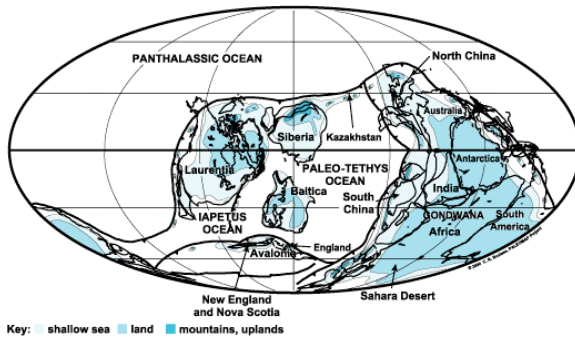 PANTHALASSIC OCEAN
North China
Australia
Siberia
Kazakhstan
Antarctica
Laurentia
PALEO-TETHYS
OCEAN
Baltica
India
South
China
IAPETUS
OCEAN
GONDWANA
Africa
South
America
England
Avalome
New England
and Nova Scotia
Sahara Desert
Key: shallow sea land mountains, uplands